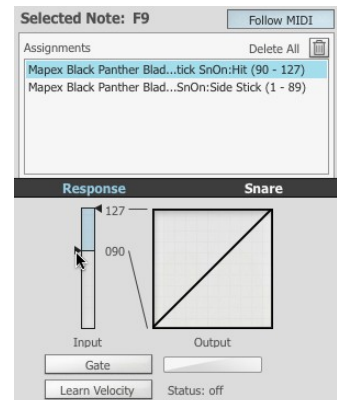 Selected Note: F9 Follow MIDI
Assignments Delete All
Mapex Black Panther Blad...tick SnOn:Hit (90 - 127)
Mapex Black Panther Blad...SnOn:Side Stick (1 - 89)
Response Snare
127
090
Input Output
Gate
Learn Velocity Status: off